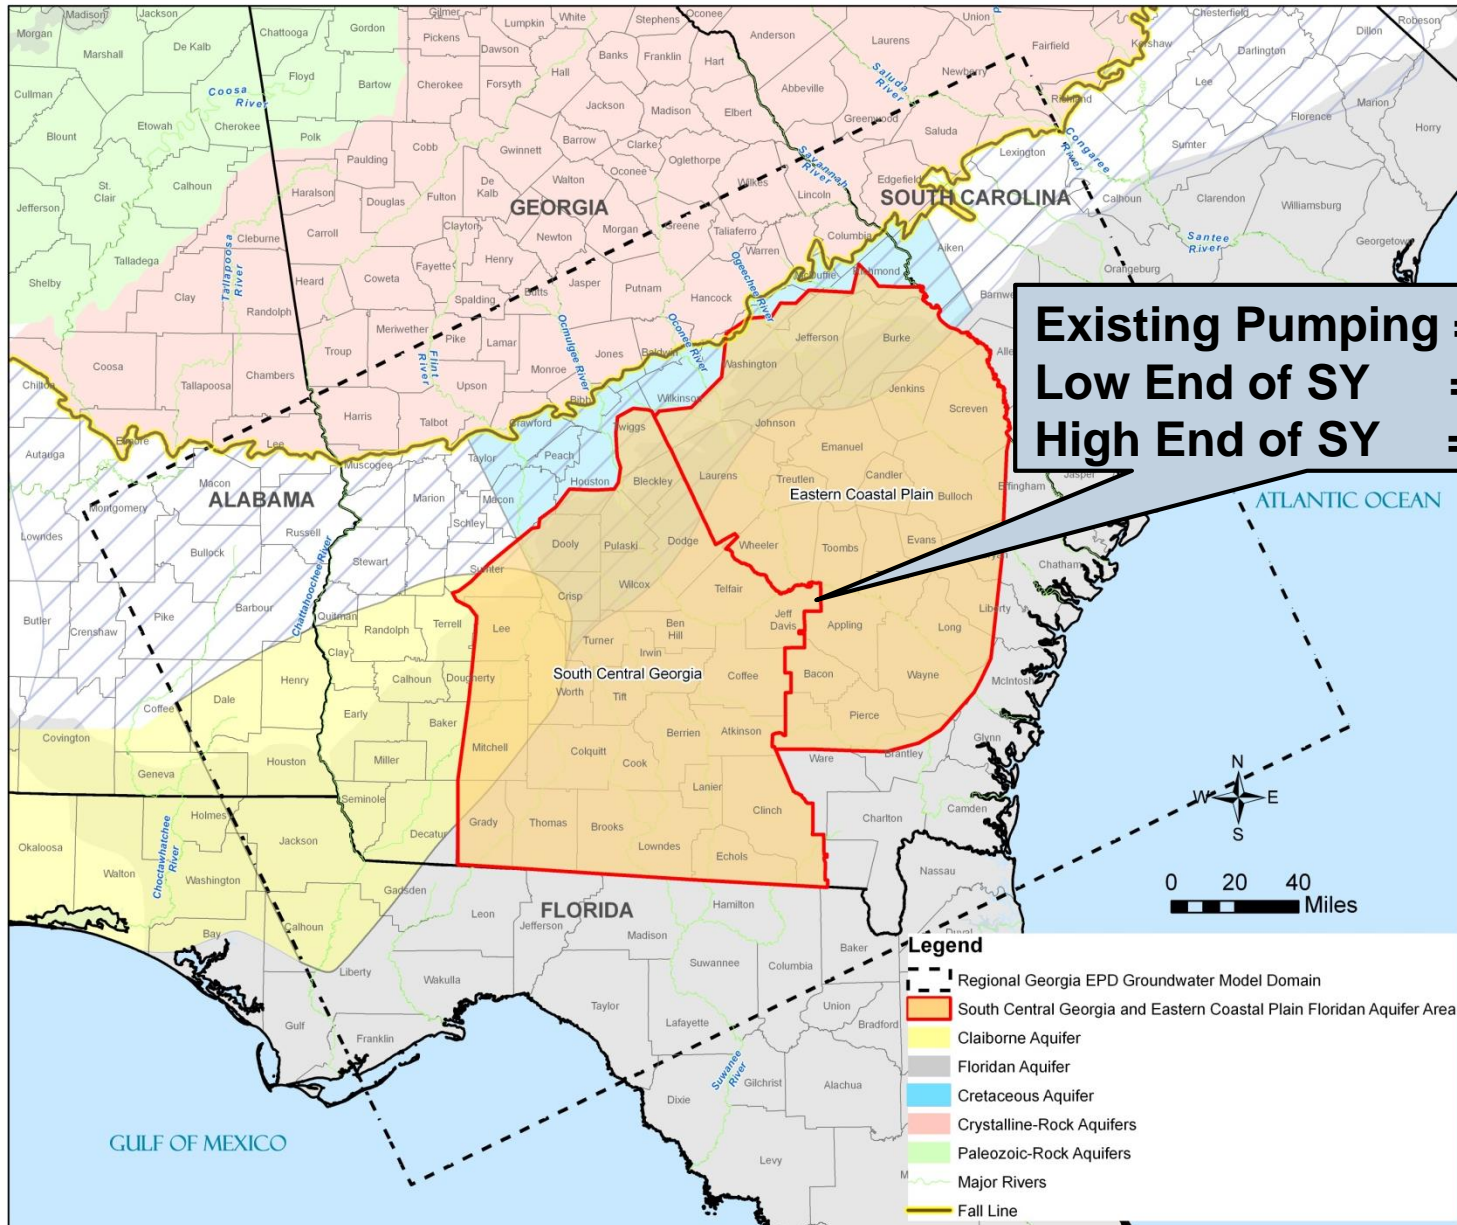 Madison
Jackson
Morgan
Marshall
De Kalb
Chattooga
Gordon
Gilmer
Pickens
Lumpkin
White
Dawson
Stephens
Oconee
Anderson
Banks
Franklin
Hart
Laurens
Union
Fairfield
Kershaw
Chesterfield
Darlington
Dillon
Robeson
Cullman
Etowah
Cherokee
Floyd
Bartow
Cherokee
Forsyth
Hall
Jackson
Madison
Elbert
Abbeville
Greenwood
Newberry
Saluda River
Richland
Lee
Marion
Florence
Horry
Blount
Coosa River
Polk
Paulding
Cobb
Gwinnett
Barrow
Clarke
Oglethorpe
Wilkes
Lincoln
Savannah River
Edgefield
Saluda
Lexington
Congaree River
Sumter
St. Clair
Calhoun
Haralson
Douglas
Fulton
De Kalb
Walton
Oconee
GEORGIA
SOUTH CAROLINA
Calhoun
Clarendon
Williamsburg
Jefferson
Cleburne
Carroll
Clayton
Newton
Morgan
Greene
Taliaferro
Columbia
Aiken
Santee River
Georgetown
Talladega
Tallapoosa River
Heard
Coweta
Fayette
Henry
Warren
McDuffie
Richmond
Orangeburg
Shelby
Clay
Randolph
Spalding
Butts
Jasper
Putnam
Hancock
Ogeechee River
Barnwe
Meriwether
Pike
Lamar
Ocmulgee River
Oconee River
Jefferson
Burke
Alle
Existing Pumping =
Low End of SY =
High End of SY =
Chilton
Coosa
Tallapoosa
Chambers
Troup
Flint River
Upson
Monroe
Jones
Baldwin
Washington
Jenkins
Screven
Harris
Talbot
Bibb
Wilkinson
Crawford
Twiggs
Johnson
Emanuel
Autauga
Elmore
Lee
Muscogee
Taylor
Peach
Houston
Bleckley
Laurens
Treutlen
Candler
Bulloch
Effingham
Jasper
Macon
Montgomery
ALABAMA
Marion
Macon
Schley
Eastern Coastal Plain
ATLANTIC OCEAN
Lowndes
Russell
Bullock
Stewart
Dooly
Pulaski
Dodge
Wheeler
Toombs
Evans
Chatham
Chattahoochee River
Sumter
Crisp
Wilcox
Telfair
Butler
Crenshaw
Pike
Barbour
Quitman
Randolph
Terrell
Lee
Turner
Ben Hill
Jeff Davis
Appling
Long
Liberty
Clay
Irwin
South Central Georgia
Coffee
Bacon
Wayne
McIntosh
Coffee
Dale
Henry
Calhoun
Dougherty
Worth
Tift
Early
Baker
Pierce
Covington
Houston
Miller
Mitchell
Colquitt
Cook
Berrien
Atkinson
Ware
Brantley
Glynn
Geneva
Seminole
Lanier
Clinch
Charlton
Camden
N
W E
S
Holmes
Jackson
Decatur
Grady
Thomas
Brooks
Lowndes
Echols
Okaloosa
Walton
Choctawhatchee River
Washington
Gadsden
Nassau
0 20 40
Miles
Calhoun
Bay
Leon
FLORIDA
Jefferson
Madison
Hamilton
Baker
Duval
Liberty
Wakulla
Suwannee
Columbia
Taylor
Gulf
Franklin
Lafayette
Union
Bradford
Suwanee River
Gilchrist
Alachua
Dixie
Levy
GULF OF MEXICO
Legend
Regional Georgia EPD Groundwater Model Domain
South Central Georgia and Eastern Coastal Plain Floridan Aquifer Area
Claiborne Aquifer
Floridan Aquifer
Cretaceous Aquifer
Crystalline-Rock Aquifers
Paleozoic-Rock Aquifers
Major Rivers
Fall Line